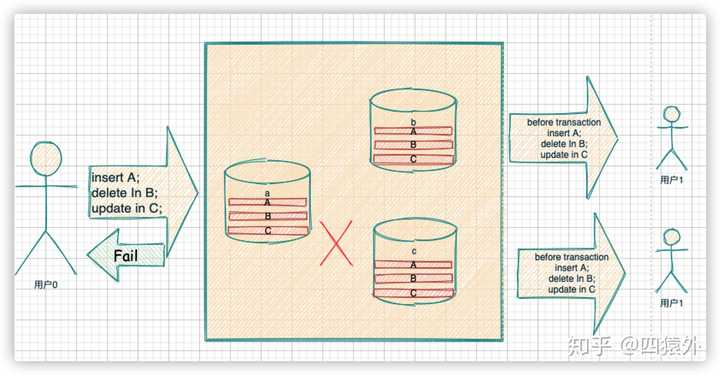 insert A;
delete In B;
update in C;
Fail
用户0
a
A
B
C
b
A
B
C
c
A
B
C
before transaction
insert A;
delete In B;
update in C
用户1
before transaction
insert A;
delete In B;
update in C
用户1
知乎 @四猿外